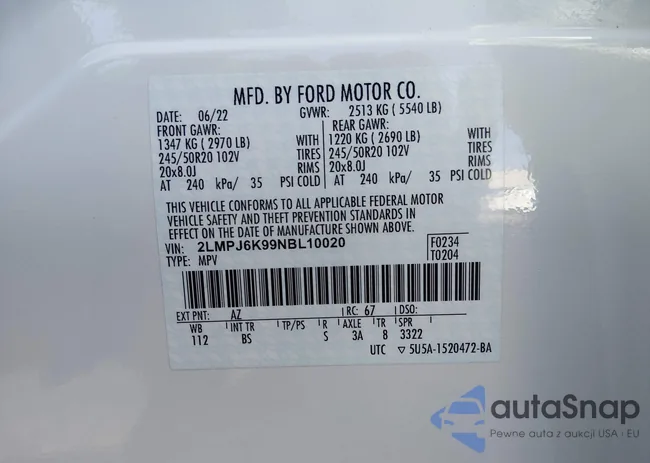 MFD. BY FORD MOTOR CO.
DATE: 06/22 GVWR: 2513 KG ( 5540 LB)
FRONT GAWR: REAR GAWR:
1347 KG ( 2970 LB) WITH 1220 KG ( 2690 LB) WITH
245/50R20 102V TIRES 245/50R20 102V TIRES
20x8.0J RIMS 20x8.0J RIMS
AT 240 kPa/ 35 PSI COLD AT 240 kPa/ 35 PSI COLD
THIS VEHICLE CONFORMS TO ALL APPLICABLE FEDERAL MOTOR
VEHICLE SAFETY AND THEFT PREVENTION STANDARDS IN
EFFECT ON THE DATE OF MANUFACTURE SHOWN ABOVE.
VIN: 2LMPJ6K99NBL10020 F0234
TYPE: MPV T0204
EXT PNT: AZ RC: 67 DSO:
WB INT TR TP/PS R AXLE TR SPR
112 BS S 3A 8 3322
UTC ▽ 5U5A-1520472-BA
autaSnap
Pewne auta z aukcji USA · EU